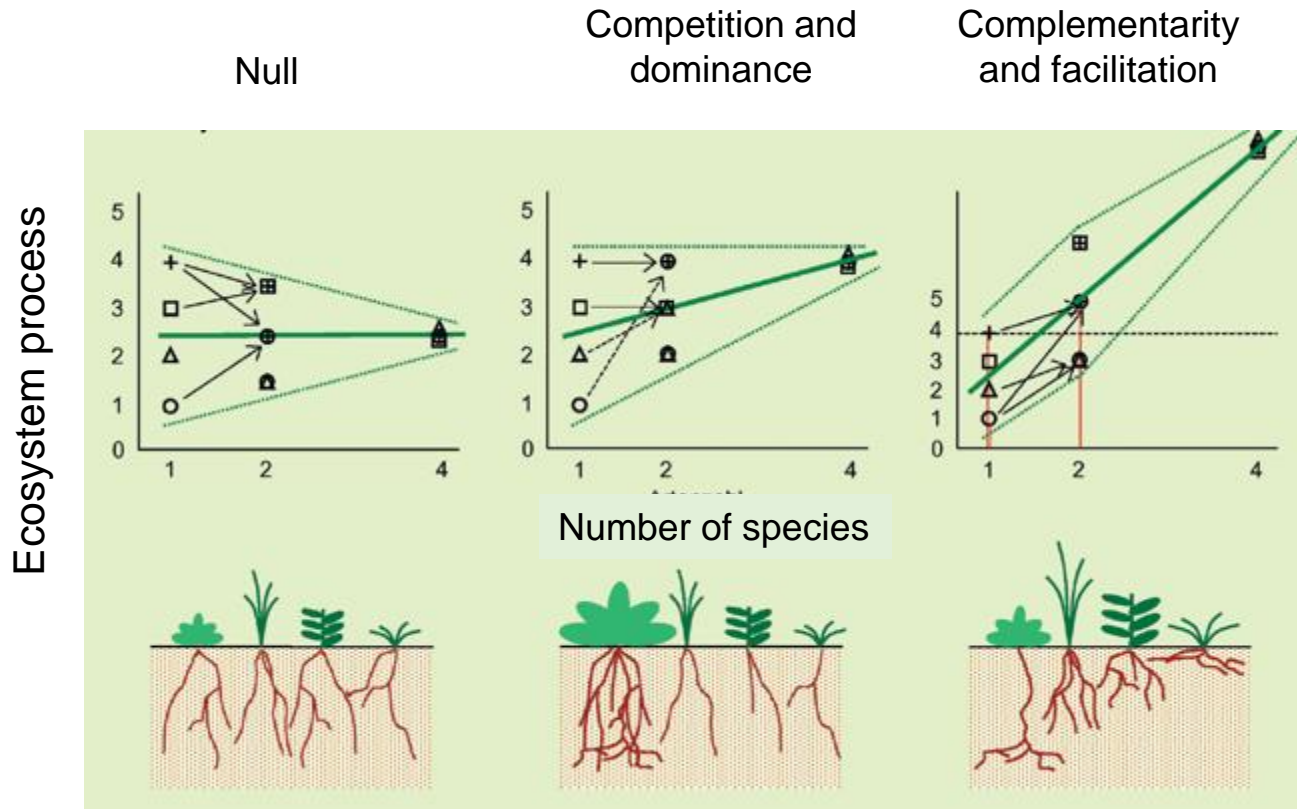 Null
Competition and
dominance
Complementarity
and facilitation
Ecosystem process
5
4
3
2
1
0
1 2 4
5
4
3
2
1
0
1 2 4
5
4
3
2
1
0
1 2 4
Number of species